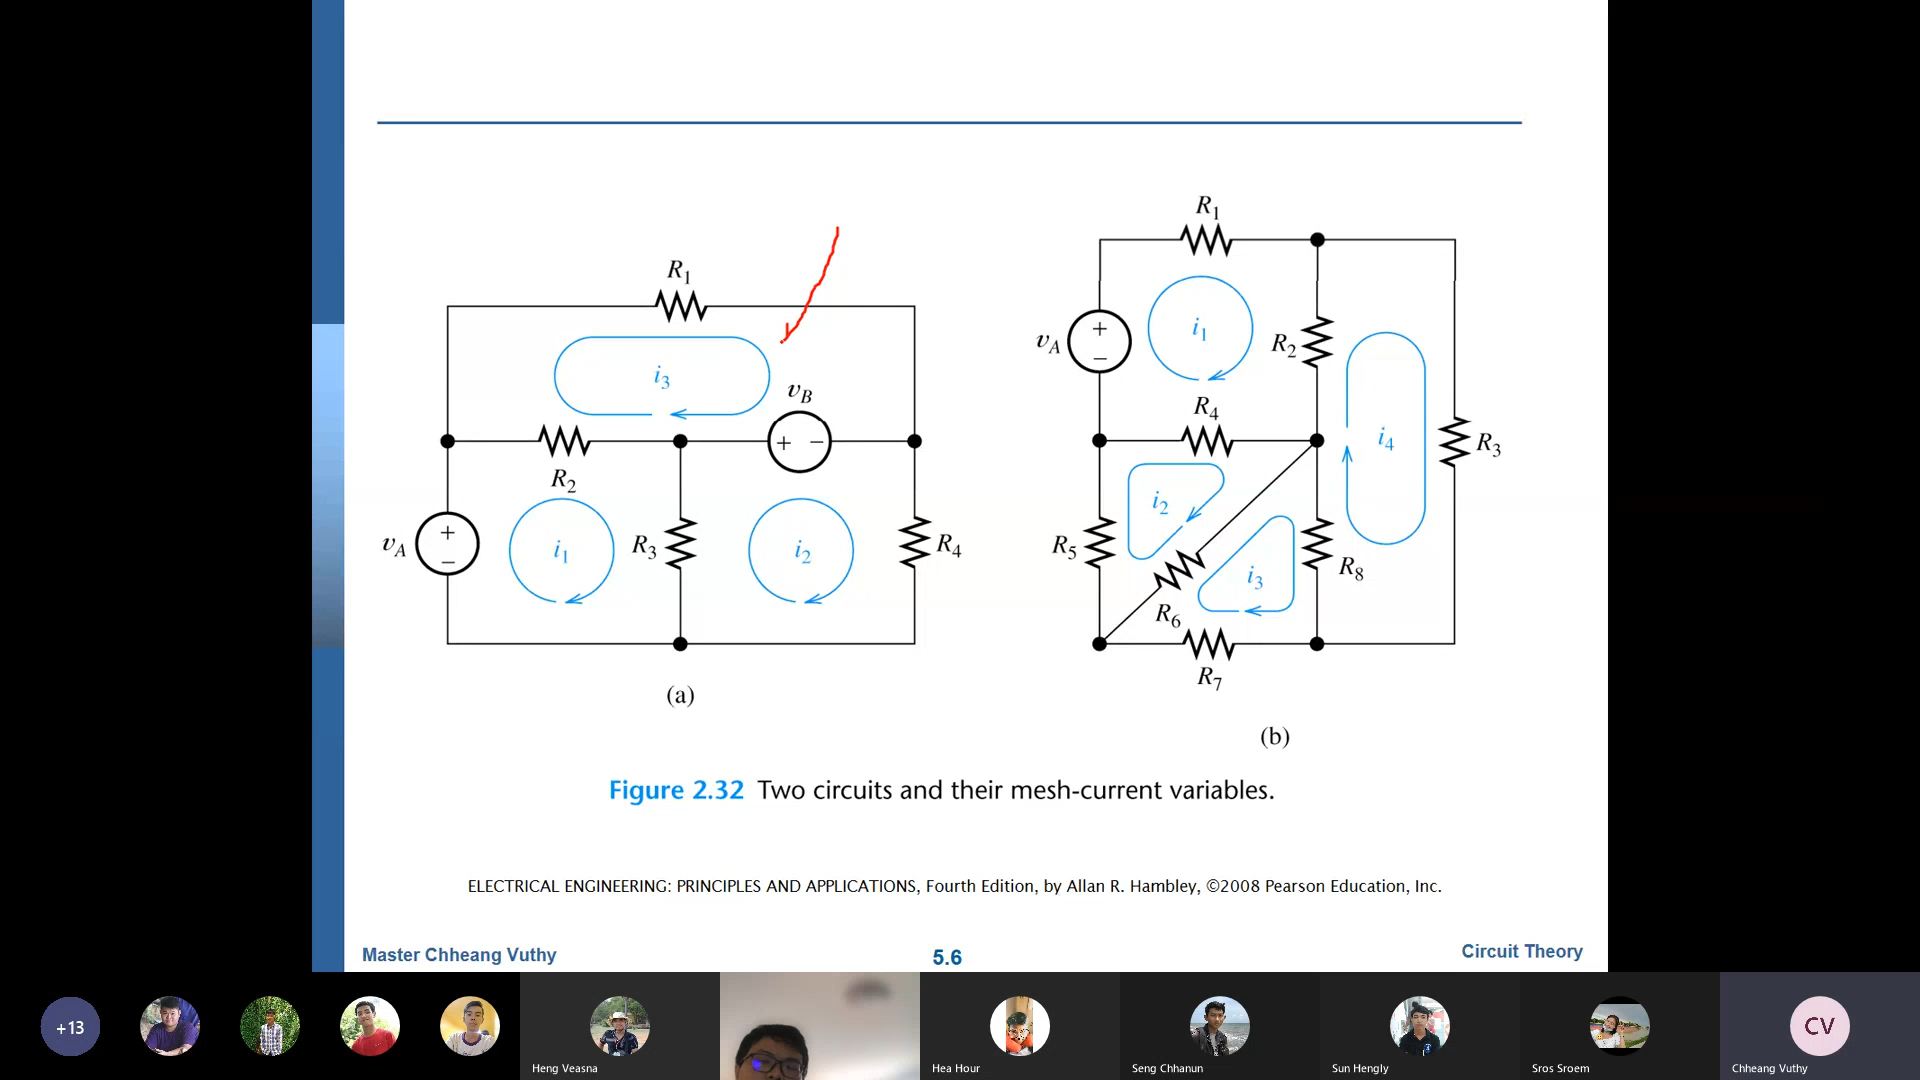 R1
i3
vB
+ −
R2
vA
+
−
i1
R3
i2
R4
(a)
R1
vA
+
−
i1
R2
R4
i4
R3
i2
R5
i3
R8
R6
R7
(b)
Figure 2.32 Two circuits and their mesh-current variables.
ELECTRICAL ENGINEERING: PRINCIPLES AND APPLICATIONS, Fourth Edition, by Allan R. Hambley, ©2008 Pearson Education, Inc.
Master Chheang Vuthy
5.6
Circuit Theory
+13
Heng Veasna
Hea Hour
Seng Chhanun
Sun Hengly
Sros Sroem
CV
Chheang Vuthy